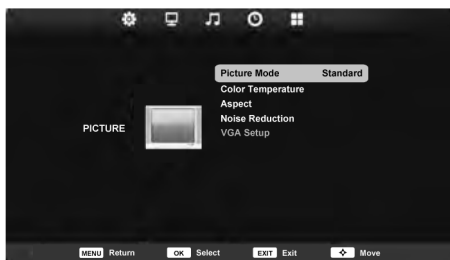 Picture Mode Standard
Color Temperature
Aspect
Noise Reduction
VGA Setup
PICTURE
MENU Return OK Select EXIT Exit Move